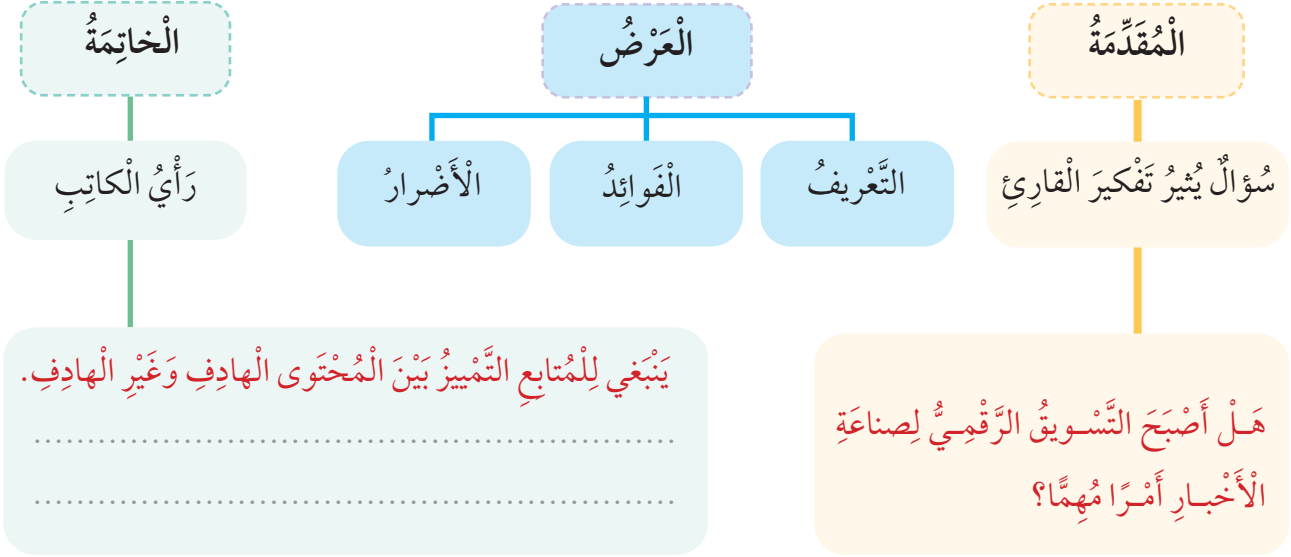 الْمُقَدِّمَةُ
الْعَرْضُ
الْخاتِمَةُ
سُؤالٌ يُثيرُ تَفْكيرَ الْقارِئِ
التَّعْريفُ
الْفَوائِدُ
الْأَضْرارُ
رَأْيُ الْكاتِبِ
هَـلْ أَصْبَحَ التَّسْـويقُ الرَّقْمِـيُّ لِصناعَةِ
الْأَخْبـارِ أَمْـرًا مُهِمًّا؟
يَنْبَغي لِلْمُتابِعِ التَّمْييزُ بَيْنَ الْمُحْتَوى الْهادِفِ وَغَيْرِ الْهادِفِ.